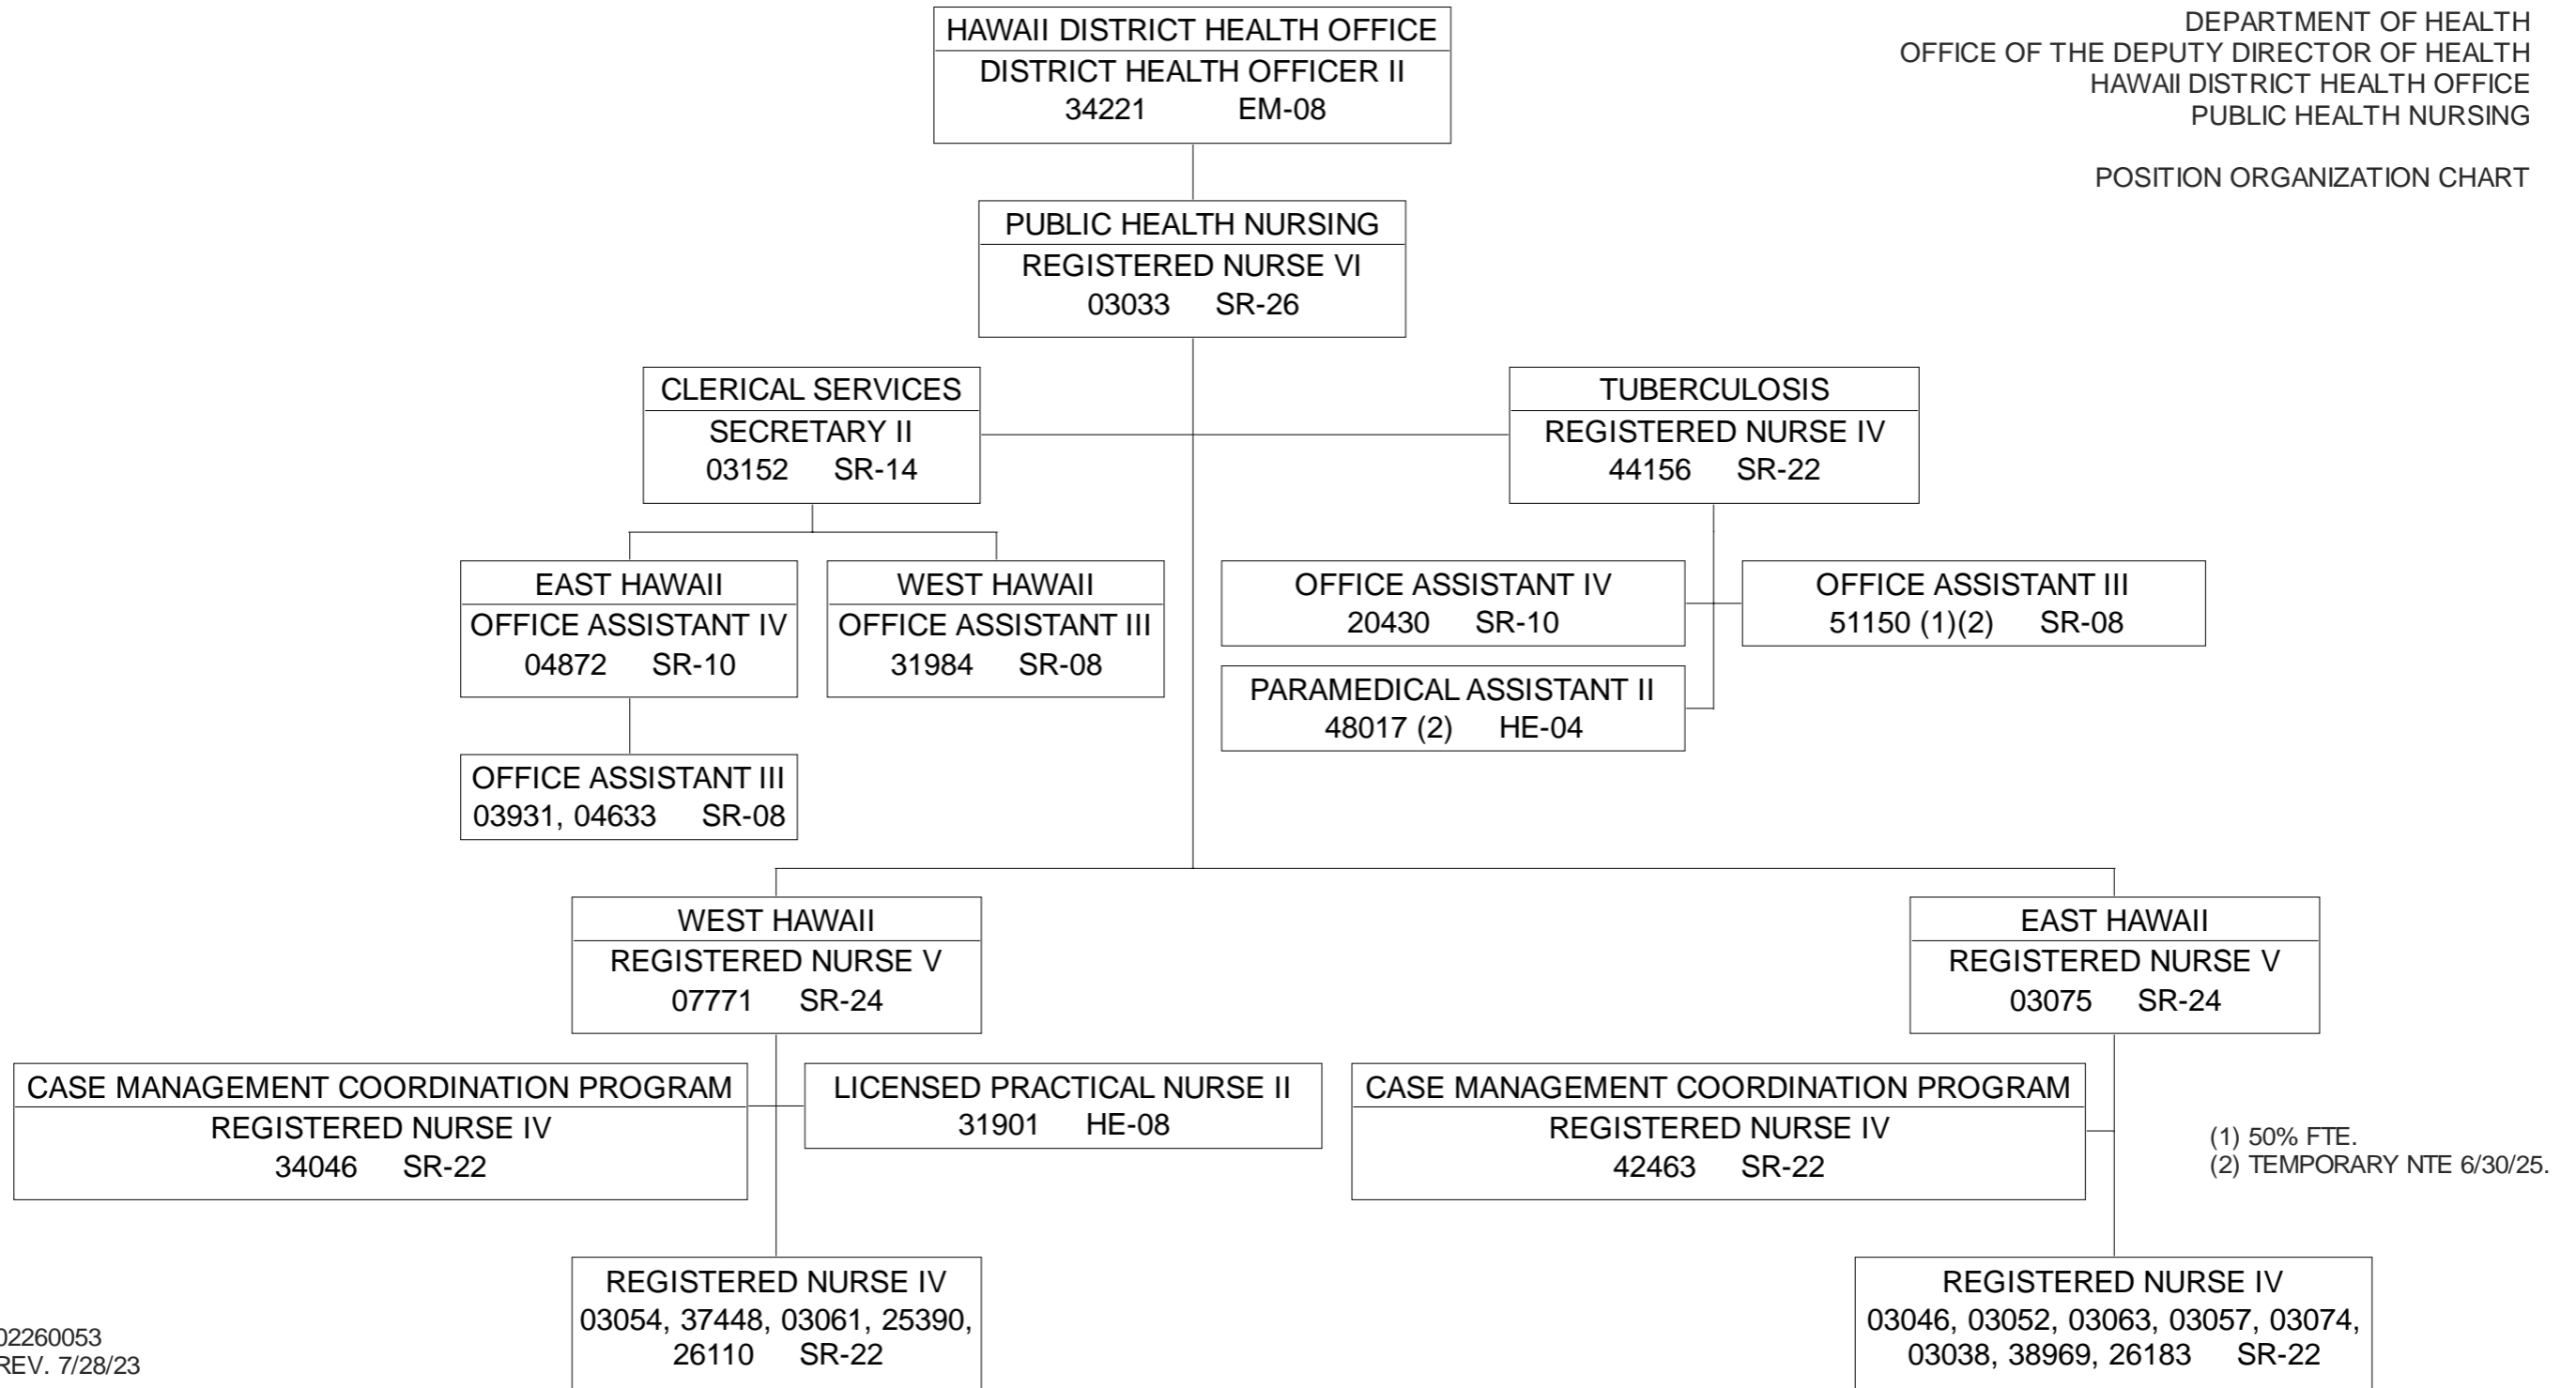 HAWAII DISTRICT HEALTH OFFICE
DISTRICT HEALTH OFFICER II
34221 EM-08
DEPARTMENT OF HEALTH
OFFICE OF THE DEPUTY DIRECTOR OF HEALTH
HAWAII DISTRICT HEALTH OFFICE
PUBLIC HEALTH NURSING
POSITION ORGANIZATION CHART
PUBLIC HEALTH NURSING
REGISTERED NURSE VI
03033 SR-26
CLERICAL SERVICES
SECRETARY II
03152 SR-14
TUBERCULOSIS
REGISTERED NURSE IV
44156 SR-22
EAST HAWAII
OFFICE ASSISTANT IV
04872 SR-10
WEST HAWAII
OFFICE ASSISTANT III
31984 SR-08
OFFICE ASSISTANT IV
20430 SR-10
OFFICE ASSISTANT III
51150 (1)(2) SR-08
PARAMEDICAL ASSISTANT II
48017 (2) HE-04
OFFICE ASSISTANT III
03931, 04633 SR-08
WEST HAWAII
REGISTERED NURSE V
07771 SR-24
EAST HAWAII
REGISTERED NURSE V
03075 SR-24
CASE MANAGEMENT COORDINATION PROGRAM
REGISTERED NURSE IV
34046 SR-22
LICENSED PRACTICAL NURSE II
31901 HE-08
CASE MANAGEMENT COORDINATION PROGRAM
REGISTERED NURSE IV
42463 SR-22
(1) 50% FTE.
(2) TEMPORARY NTE 6/30/25.
REGISTERED NURSE IV
03054, 37448, 03061, 25390,
26110 SR-22
REGISTERED NURSE IV
03046, 03052, 03063, 03057, 03074,
03038, 38969, 26183 SR-22
02260053
REV. 7/28/23